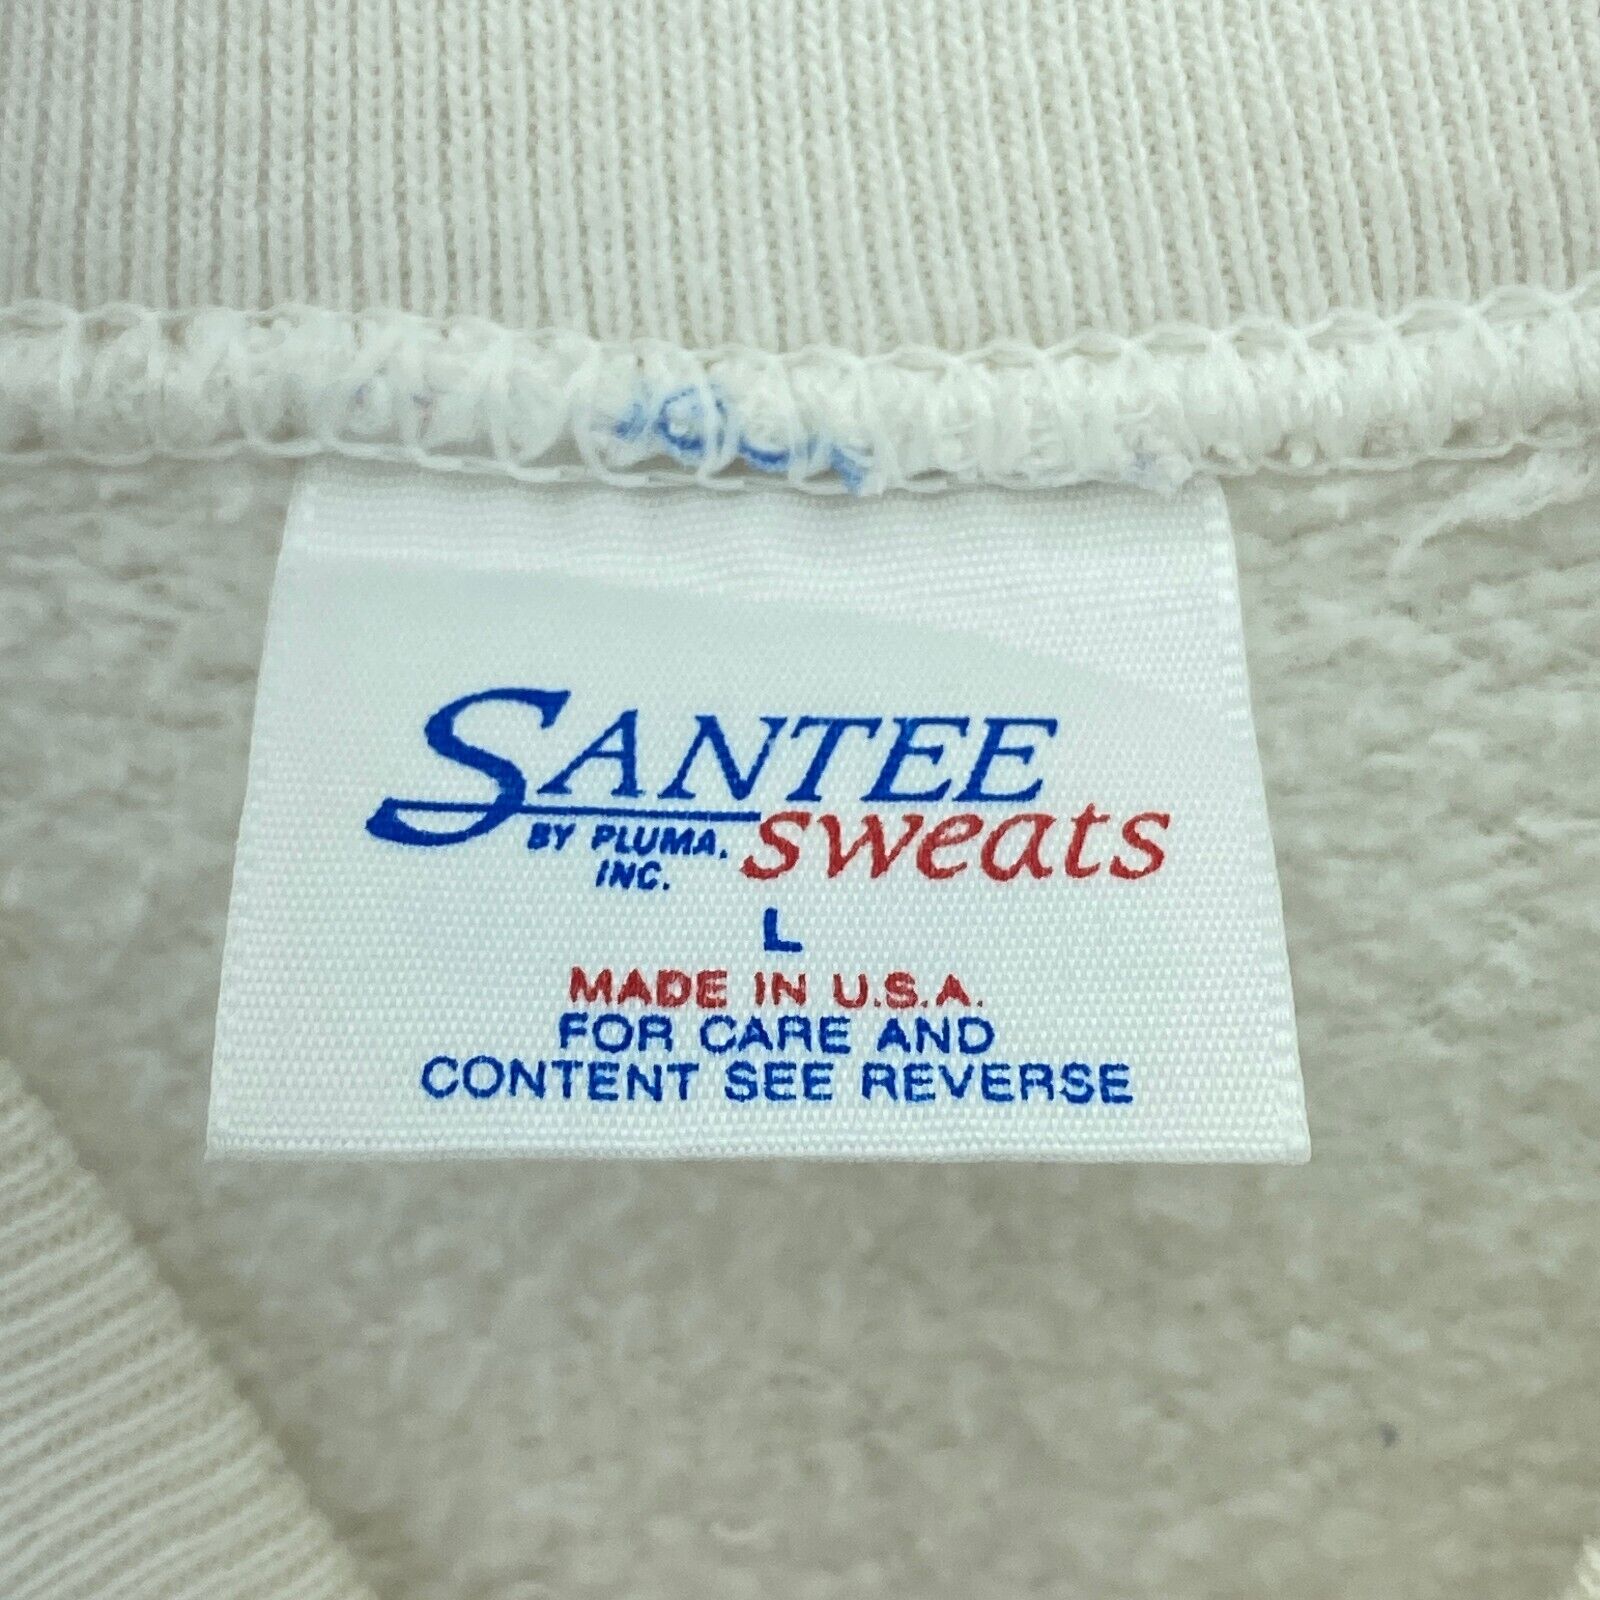 SANTEE
BY PLUMA, sweats
INC.
L
MADE IN U.S.A.
FOR CARE AND
CONTENT SEE REVERSE